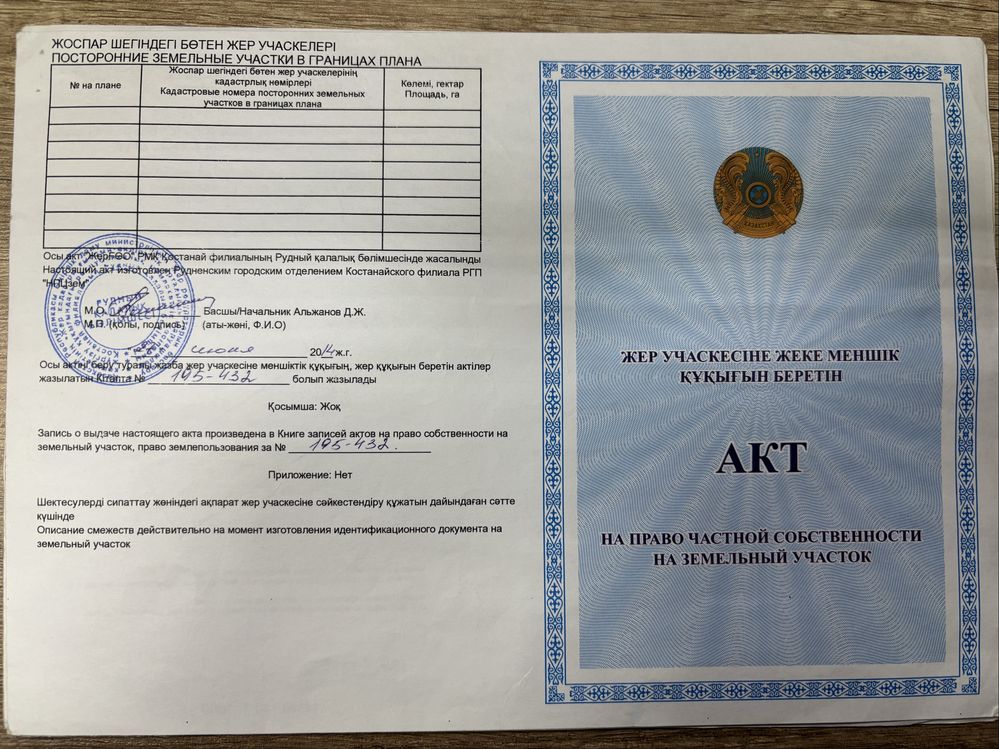 ЖОСПАР ШЕГІНДЕГІ БӨТЕН ЖЕР УЧАСКЕЛЕРІ
ПОСТОРОННИЕ ЗЕМЕЛЬНЫЕ УЧАСТКИ В ГРАНИЦАХ ПЛАНА
№ на плане
Жоспар шегіндегі бөтен жер учаскелерінің
кадастрлық нөмірлері
Кадастровые номера посторонних земельных
участков в границах плана
Көлемі, гектар
Площадь, га
Осы акт "ЖерҒӨО" РМК Қостанай филиалының Рудный қалалық бөлімшесінде жасалынды
Настоящий акт изготовлен Рудненским городским отделением Костанайского филиала РГП
"НПЦзем"
М.О. Басшы/Начальник Альжанов Д.Ж.
М.П. (қолы, подпись) (аты-жөні, Ф.И.О)
июня 2014ж.г.
Осы актіні беру туралы жазба жер учаскесіне меншіктік құқығын, жер құқығын беретін актілер
жазылатын Кітапта № 195-432 болып жазылады
Қосымша: Жоқ
Запись о выдаче настоящего акта произведена в Книге записей актов на право собственности на
земельный участок, право землепользования за № 195-432.
Приложение: Нет
Шектесулерді сипаттау жөніндегі ақпарат жер учаскесіне сәйкестендіру құжатын дайындаған сәтте
күшінде
Описание смежеств действительно на момент изготовления идентификационного документа на
земельный участок
ҚАЗАҚСТАН
ЖЕР УЧАСКЕСІНЕ ЖЕКЕ МЕНШІК
ҚҰҚЫҒЫН БЕРЕТІН
АКТ
НА ПРАВО ЧАСТНОЙ СОБСТВЕННОСТИ
НА ЗЕМЕЛЬНЫЙ УЧАСТОК